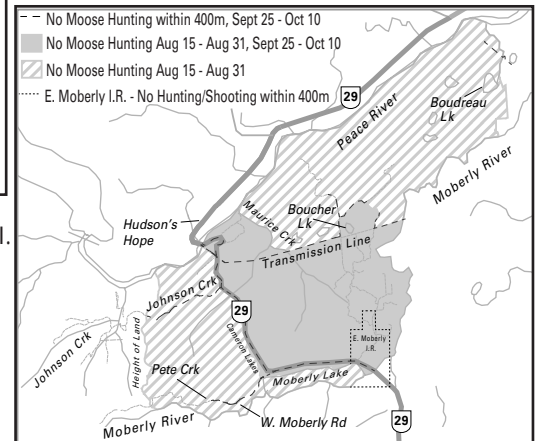 No Moose Hunting within 400m, Sept 25 - Oct 10
No Moose Hunting Aug 15 - Aug 31, Sept 25 - Oct 10
No Moose Hunting Aug 15 - Aug 31
E. Moberly I.R. - No Hunting/Shooting within 400m
29
Boudreau
Lk
Peace River
Moberly River
Maurice Crk
Boucher
Lk
Hudson's
Hope
l.
Transmission Line
Johnson Crk
29
Cameron Lakes
E. Moberly
I.R.
Johnson Crk
Height of Land
Pete Crk
Moberly Lake
Moberly River
W. Moberly Rd
29